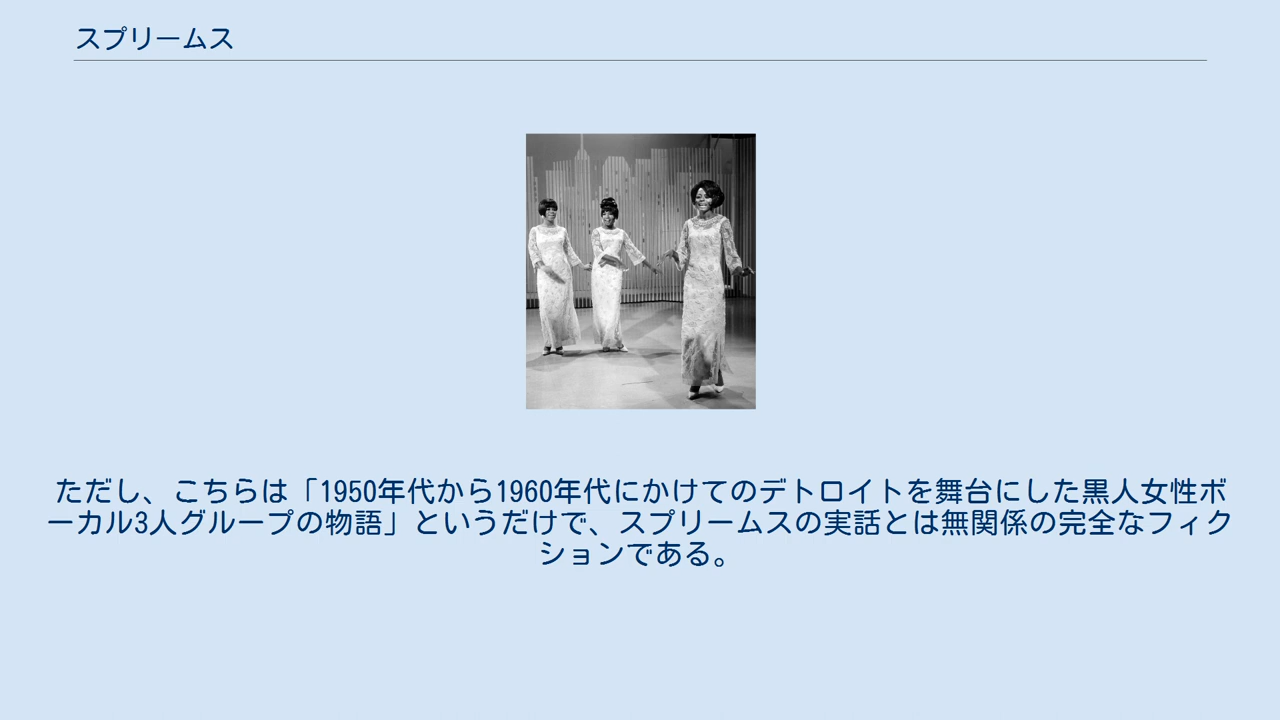 スプリームス
ただし、こちらは「1950年代から1960年代にかけてのデトロイトを舞台にした黒人女性ボ
ーカル3人グループの物語」というだけで、スプリームスの実話とは無関係の完全なフィク
ションである。